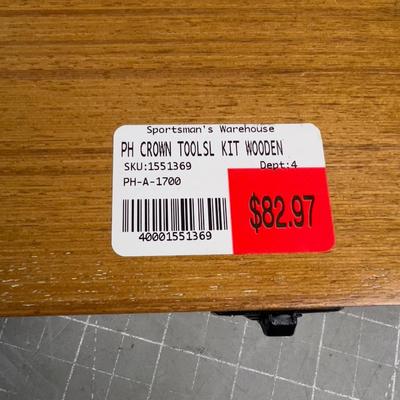 Sportsman's Warehouse
PH CROWN TOOLSL KIT WOODEN
SKU:1551369 Dept:4
PH-A-1700
$82.97
40001551369